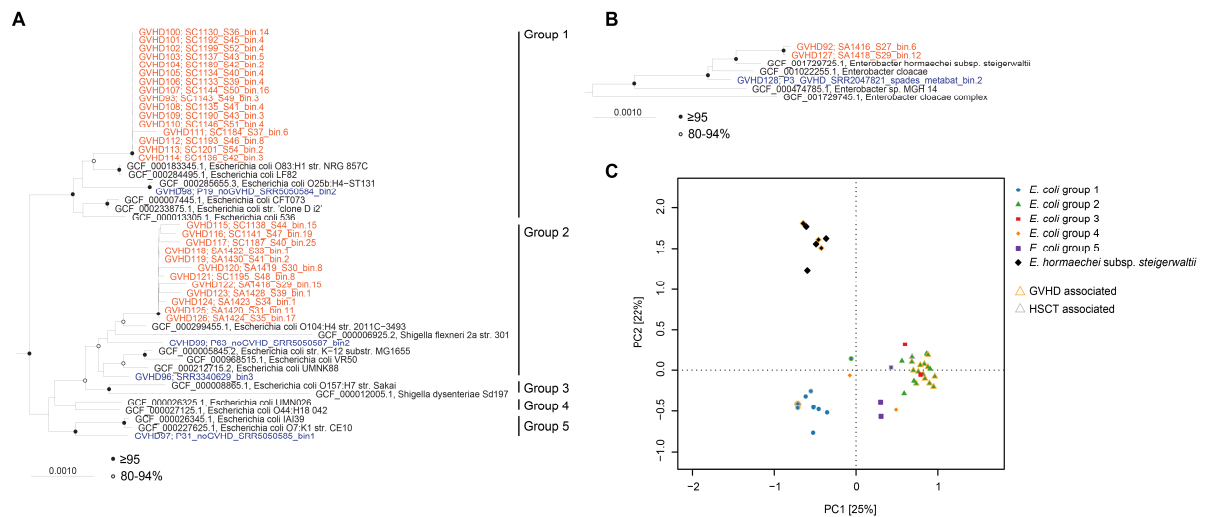 A
GVHD100; SC1130_S36_bin.14
GVHD101; SC1192_S45_bin.4
GVHD102; SC1199_S52_bin.4
GVHD103; SC1137_S43_bin.5
GVHD104; SC1189_S42_bin.2
GVHD105; SC1134_S40_bin.4
GVHD106; SC1133_S39_bin.4
GVHD107; SC1144_S50_bin.16
GVHD93; SC1143_S49_bin.3
GVHD108; SC1135_S41_bin.4
GVHD109; SC1190_S43_bin.3
GVHD110; SC1146_S51_bin.4
GVHD111; SC1184_S37_bin.6
GVHD112; SC1193_S46_bin.8
GVHD113; SC1201_S54_bin.2
GVHD114; SC1136_S42_bin.3
GCF_000183345.1, Escherichia coli O83:H1 str. NRG 857C
GCF_000284495.1, Escherichia coli LF82
GCF_000285655.3, Escherichia coli O25b:H4-ST131
GVHD98; P19_noGVHD_SRR5050584_bin2
GCF_000007445.1, Escherichia coli CFT073
GCF_000233875.1, Escherichia coli str. 'clone D i2'
GCF_000013305.1, Escherichia coli 536
Group 1
GVHD115; SC1138_S44_bin.15
GVHD116; SC1141_S47_bin.19
GVHD117; SC1187_S40_bin.25
GVHD118; SA1422_S33_bin.1
GVHD119; SA1430_S41_bin.2
GVHD120; SA1419_S30_bin.8
GVHD121; SC1195_S48_bin.8
GVHD122; SA1418_S29_bin.15
GVHD123; SA1428_S39_bin.1
GVHD124; SA1423_S34_bin.1
GVHD125; SA1420_S31_bin.11
GVHD126; SA1424_S35_bin.17
GCF_000299455.1, Escherichia coli O104:H4 str. 2011C-3493
GCF_000006925.2, Shigella flexneri 2a str. 301
GVHD99; P63_noGVHD_SRR5050587_bin2
GCF_000005845.2, Escherichia coli str. K-12 substr. MG1655
GCF_000968515.1, Escherichia coli VR50
GCF_000212715.2, Escherichia coli UMNK88
GVHD96; SRR3340629_bin3
Group 2
GCF_000008865.1, Escherichia coli O157:H7 str. Sakai
GCF_000012005.1, Shigella dysenteriae Sd197
Group 3
GCF_000026325.1, Escherichia coli UMN026
GCF_000027125.1, Escherichia coli O44:H18 042
Group 4
GCF_000026345.1, Escherichia coli IAI39
GCF_000227625.1, Escherichia coli O7:K1 str. CE10
GVHD97; P31_noGVHD_SRR5050585_bin1
Group 5
0.0010
≥95
80-94%
B
GVHD92; SA1416_S27_bin.6
GVHD127; SA1418_S29_bin.12
GCF_001729725.1, Enterobacter hormaechei subsp. steigerwaltii
GCF_001022255.1, Enterobacter cloacae
GVHD128; P3_GVHD_SRR2047821_spades_metabat_bin.2
GCF_000474785.1, Enterobacter sp. MGH 14
GCF_001729745.1, Enterobacter cloacae complex
0.0010
≥95
80-94%
C
PC2 [22%]
2.0
1.5
1.0
0.5
0.0
−0.5
−1.0
−2
−1
0
1
PC1 [25%]
E. coli group 1
E. coli group 2
E. coli group 3
E. coli group 4
E. coli group 5
E. hormaechei subsp. steigerwaltii
GVHD associated
HSCT associated